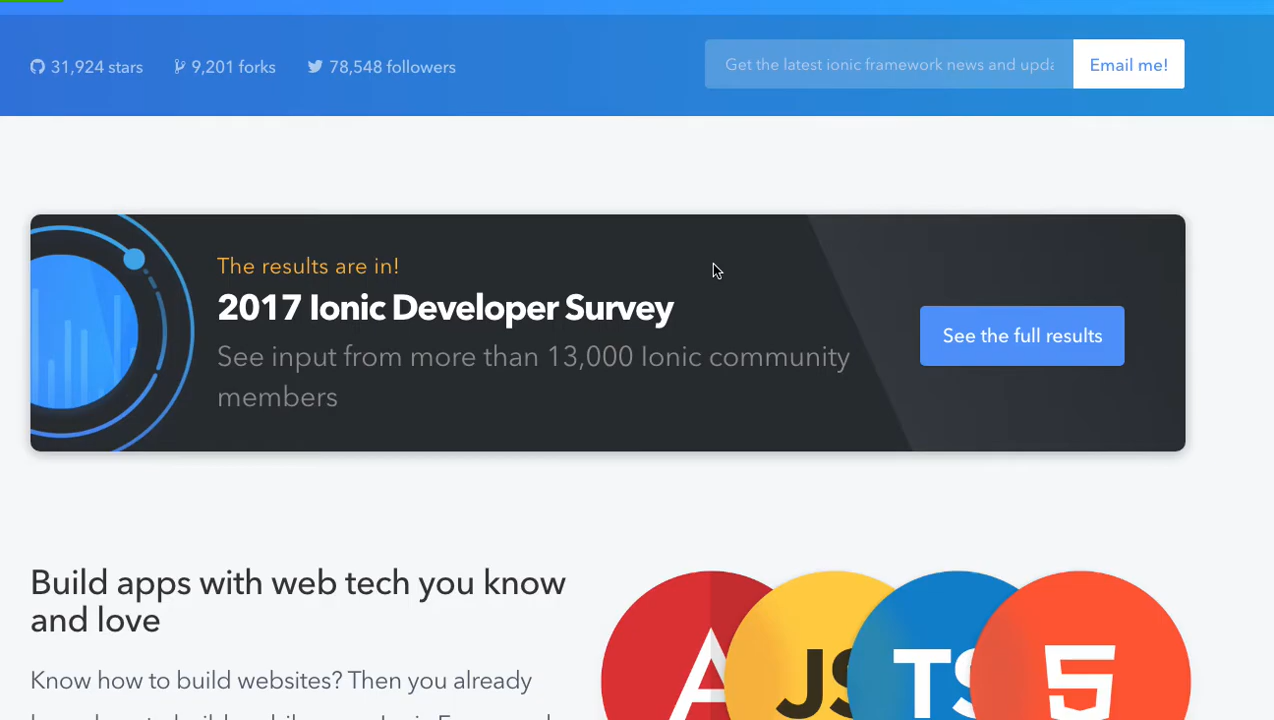 31,924 stars 9,201 forks 78,548 followers
Get the latest ionic framework news and upda
Email me!
The results are in!
2017 Ionic Developer Survey
See input from more than 13,000 Ionic community
members
See the full results
Build apps with web tech you know
and love
Know how to build websites? Then you already
A JS TS 5